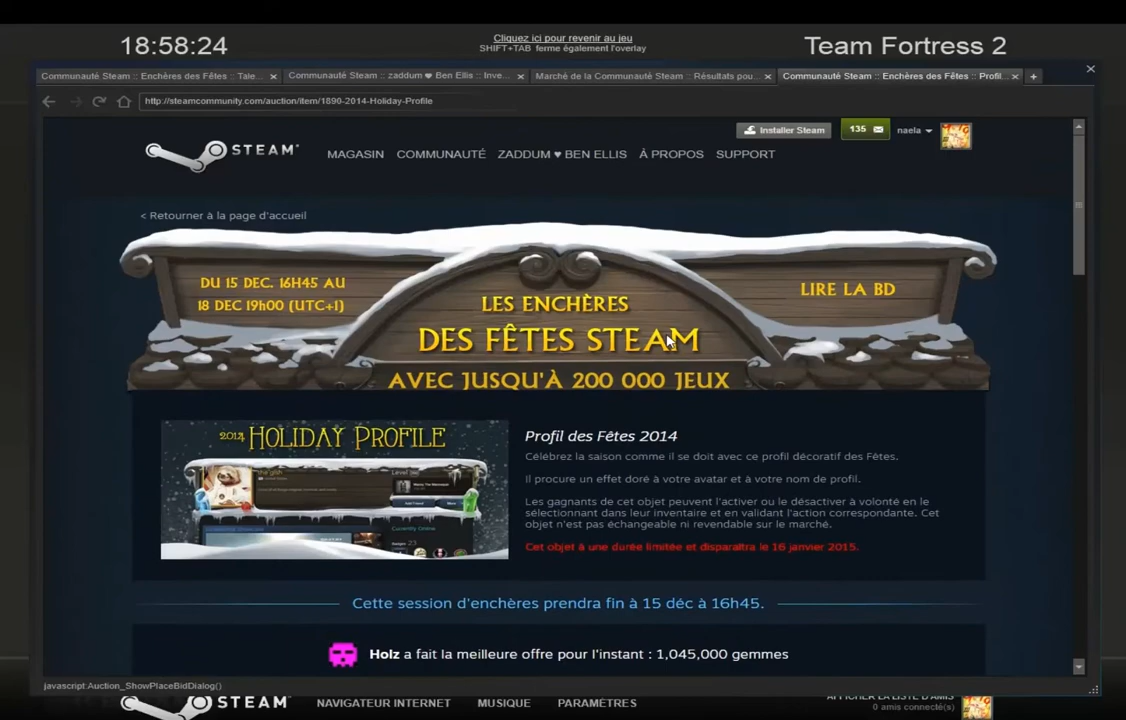 18:58:24
Cliquez ici pour revenir au jeu
SHIFT+TAB ferme également l'overlay
Team Fortress 2
Communauté Steam :: Enchères des Fêtes :: Tale...
Communauté Steam :: zaddum ♥ Ben Ellis :: Inve...
Marché de la Communauté Steam :: Résultats pou...
Communauté Steam :: Enchères des Fêtes :: Profil...
http://steamcommunity.com/auction/item/1890-2014-Holiday-Profile
Installer Steam
135
naela
STEAM
MAGASIN
COMMUNAUTÉ
ZADDUM ♥ BEN ELLIS
À PROPOS
SUPPORT
< Retourner à la page d'accueil
DU 15 DEC. 16H45 AU
18 DEC 19h00 (UTC+1)
LES ENCHÈRES
DES FÊTES STEAM
AVEC JUSQU'À 200 000 JEUX
LIRE LA BD
2014 HOLIDAY PROFILE
Level
Currently Online
Profil des Fêtes 2014
Célébrez la saison comme il se doit avec ce profil décoratif des Fêtes.
Il procure un effet doré à votre avatar et à votre nom de profil.
Les gagnants de cet objet peuvent l'activer ou le désactiver à volonté en le
sélectionnant dans leur inventaire et en validant l'action correspondante. Cet
objet n'est pas échangeable ni revendable sur le marché.
Cet objet à une durée limitée et disparaîtra le 16 janvier 2015.
Cette session d'enchères prendra fin à 15 déc à 16h45.
Holz a fait la meilleure offre pour l'instant : 1,045,000 gemmes
javascript:Auction_ShowPlaceBidDialog()
STEAM
NAVIGATEUR INTERNET
MUSIQUE
PARAMÈTRES
AFFICHER LA LISTE D'AMIS
0 amis connecté(s)